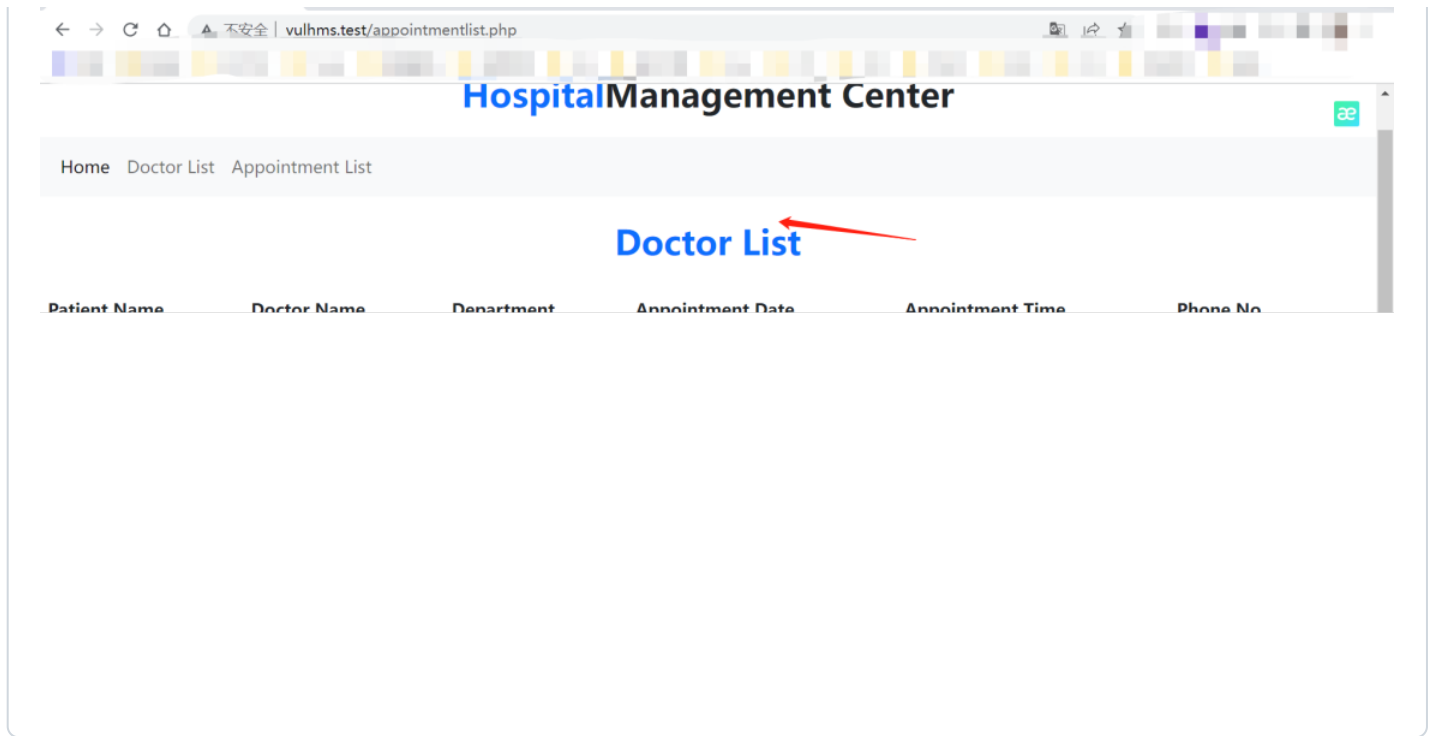 不安全 | vulhms.test/appointmentlist.php
HospitalManagement Center
æ
Home Doctor List Appointment List
Doctor List
Patient Name Doctor Name Department Appointment Date Appointment Time Phone No